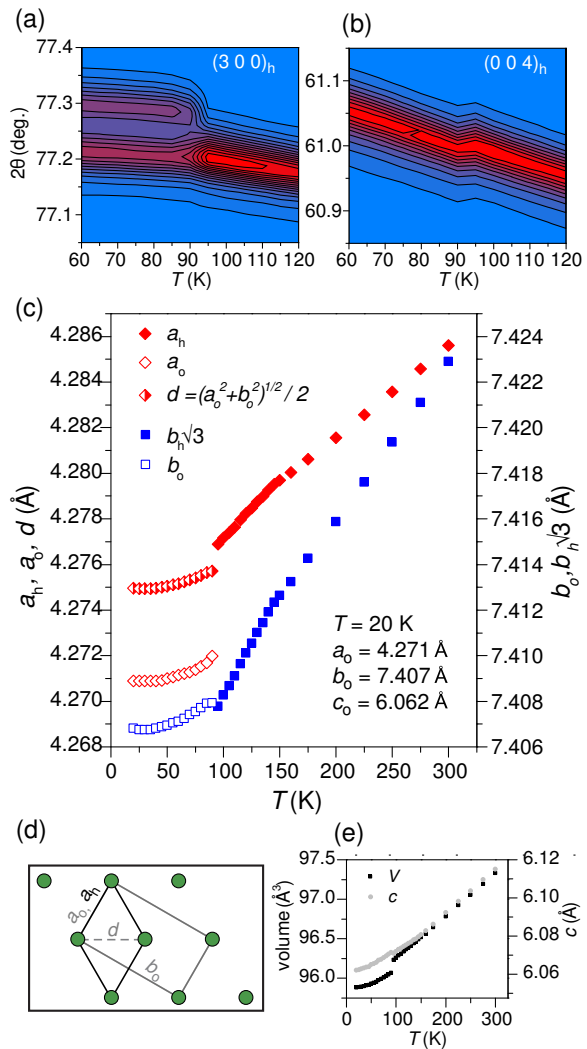 (a)
(3 0 0)h
77.4
77.3
77.2
77.1
2θ (deg.)
60 70 80 90 100 110 120
T (K)
(b)
(0 0 4)h
61.1
61.0
60.9
60 70 80 90 100 110 120
T (K)
(c)
4.286
4.284
4.282
4.280
4.278
4.276
4.274
4.272
4.270
4.268
ah, ao, d (Å)
ah
ao
d = (ao²+bo²)^1/2 / 2
bh√3
bo
7.424
7.422
7.420
7.418
7.416
7.414
7.412
7.410
7.408
7.406
bo, bh√3 (Å)
T = 20 K
ao = 4.271 Å
bo = 7.407 Å
co = 6.062 Å
0 25 50 75 100 125 150 175 200 225 250 275 300
T (K)
(d)
ao, ah
d
bo
(e)
97.5
97.0
96.5
96.0
volume (Å³)
V
c
6.12
6.10
6.08
6.06
c (Å)
0 50 100 150 200 250 300
T (K)